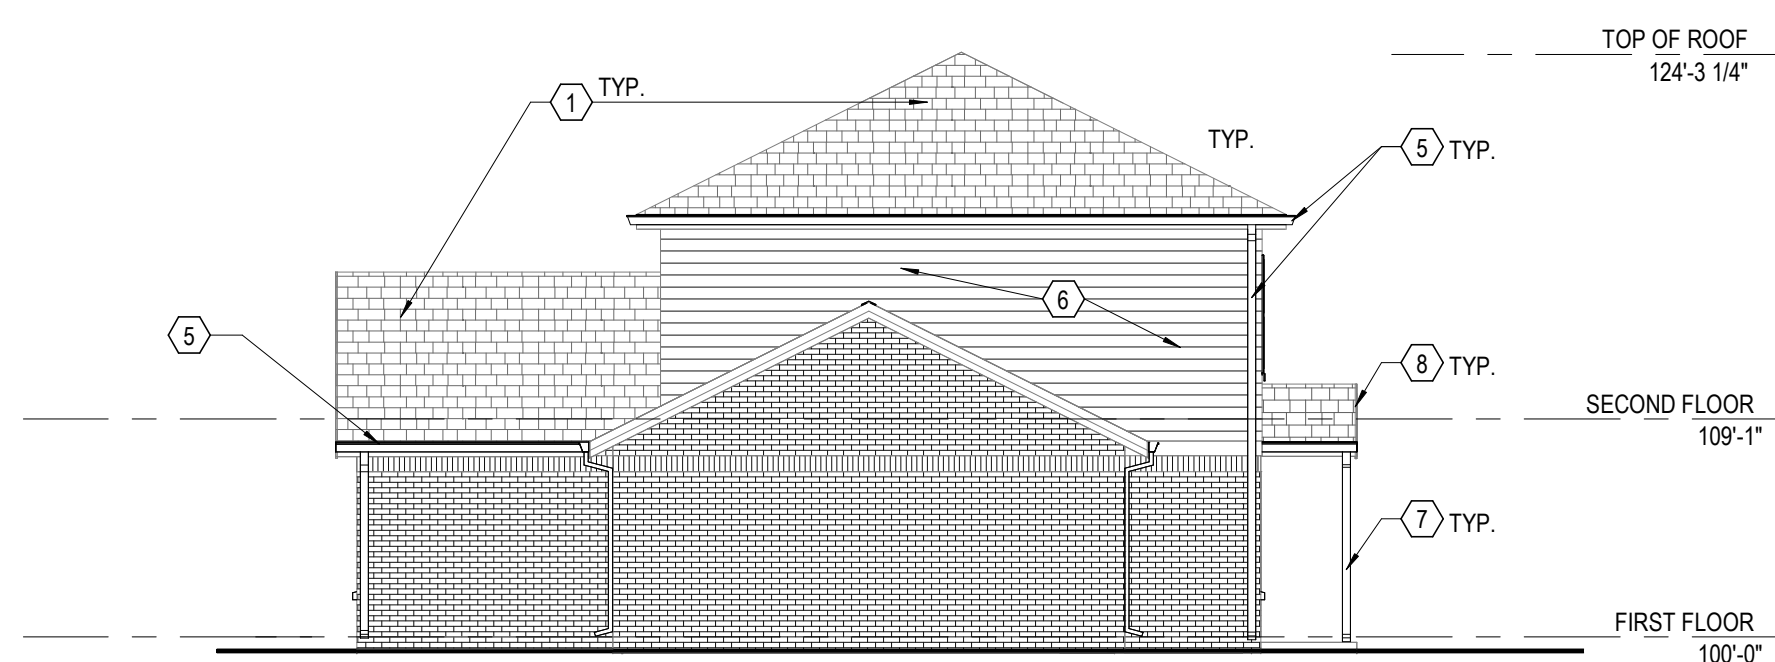 TOP OF ROOF
124'-3 1/4"
1 TYP.
TYP.
5 TYP.
6
5
8 TYP.
SECOND FLOOR
109'-1"
7 TYP.
FIRST FLOOR
100'-0"